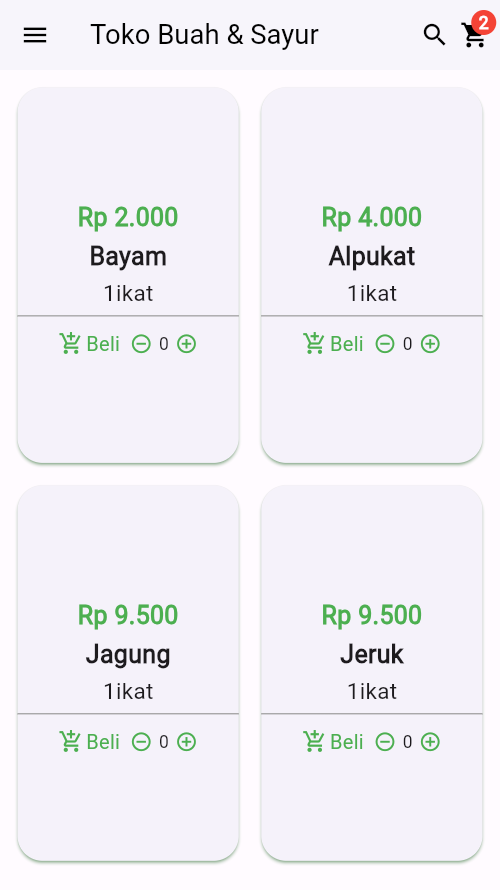 Toko Buah & Sayur
2
Rp 2.000
Bayam
1ikat
Beli 0
Rp 4.000
Alpukat
1ikat
Beli 0
Rp 9.500
Jagung
1ikat
Beli 0
Rp 9.500
Jeruk
1ikat
Beli 0